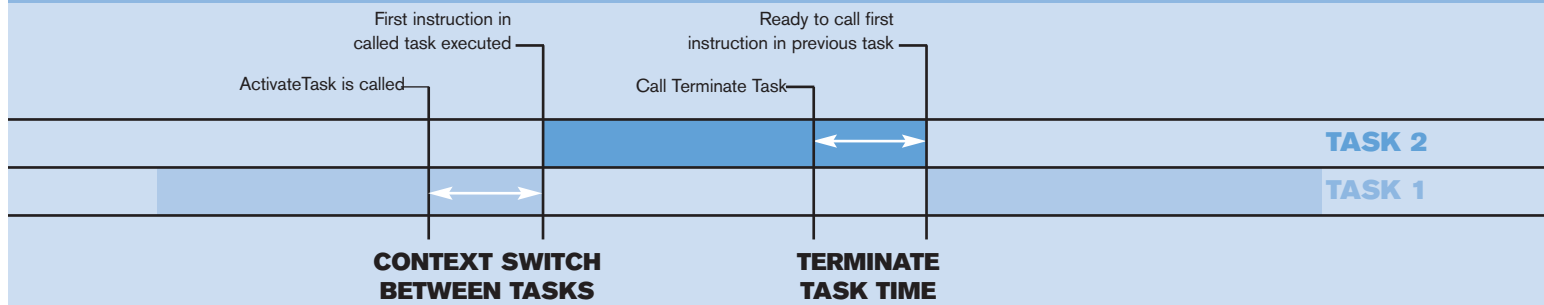 First instruction in
called task executed
Ready to call first
instruction in previous task
ActivateTask is called
Call Terminate Task
TASK 2
TASK 1
CONTEXT SWITCH
BETWEEN TASKS
TERMINATE
TASK TIME